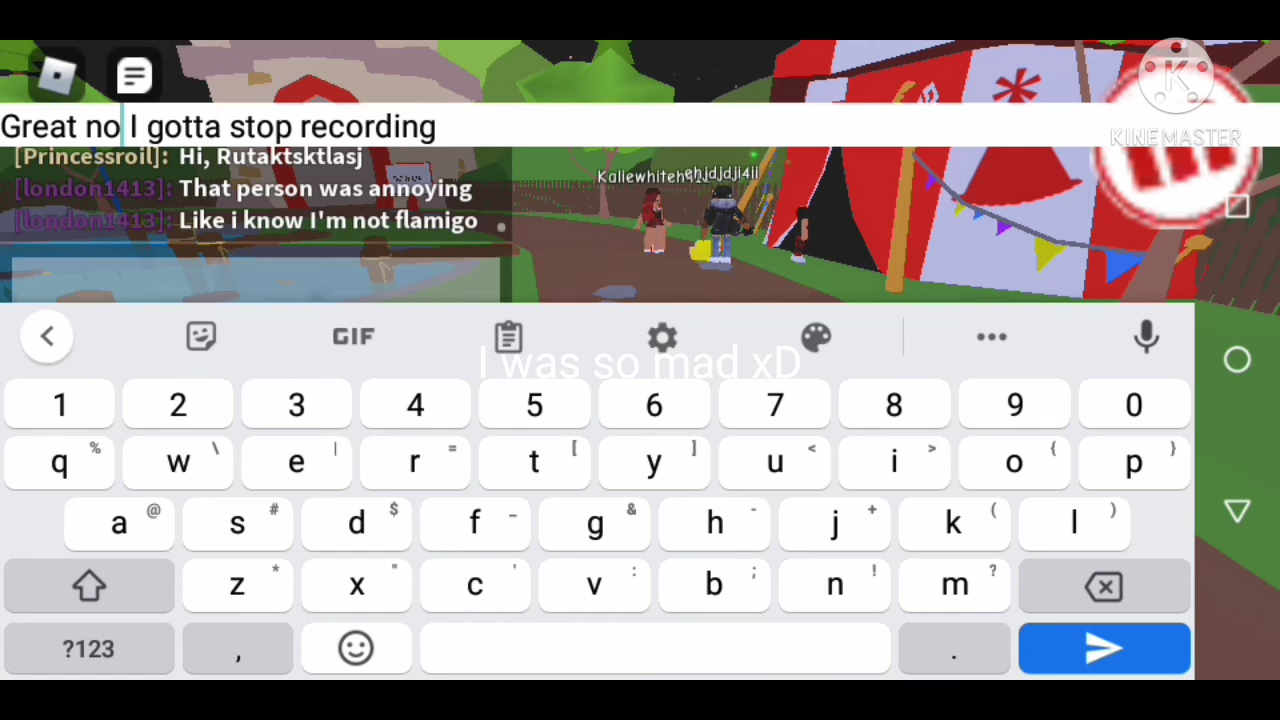 KINEMASTER
Great no I gotta stop recording
[Princessroil]: Hi, Rutaktsktlasj
[london1413]: That person was annoying
[london1413]: Like i know I'm not flamigo
GIF
I was so mad xD
1 2 3 4 5 6 7 8 9 0
q % w \ e | r = t [ y ] u < i > o { p }
a @ s # d $ f _ g & h - j + k ( l )
z * x " c ' v : b ; n ! m ?
?123 , .